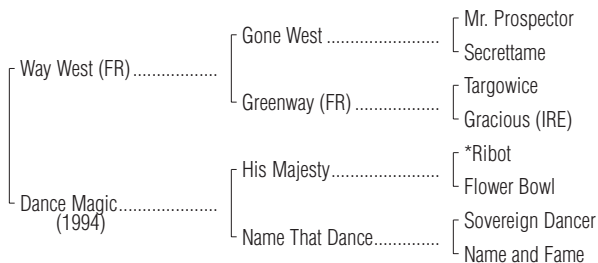 Mr. Prospector
Gone West
Secrettame
Way West (FR)
Targowice
Greenway (FR)
Gracious (IRE)
*Ribot
His Majesty
Flower Bowl
Dance Magic
(1994)
Sovereign Dancer
Name That Dance
Name and Fame